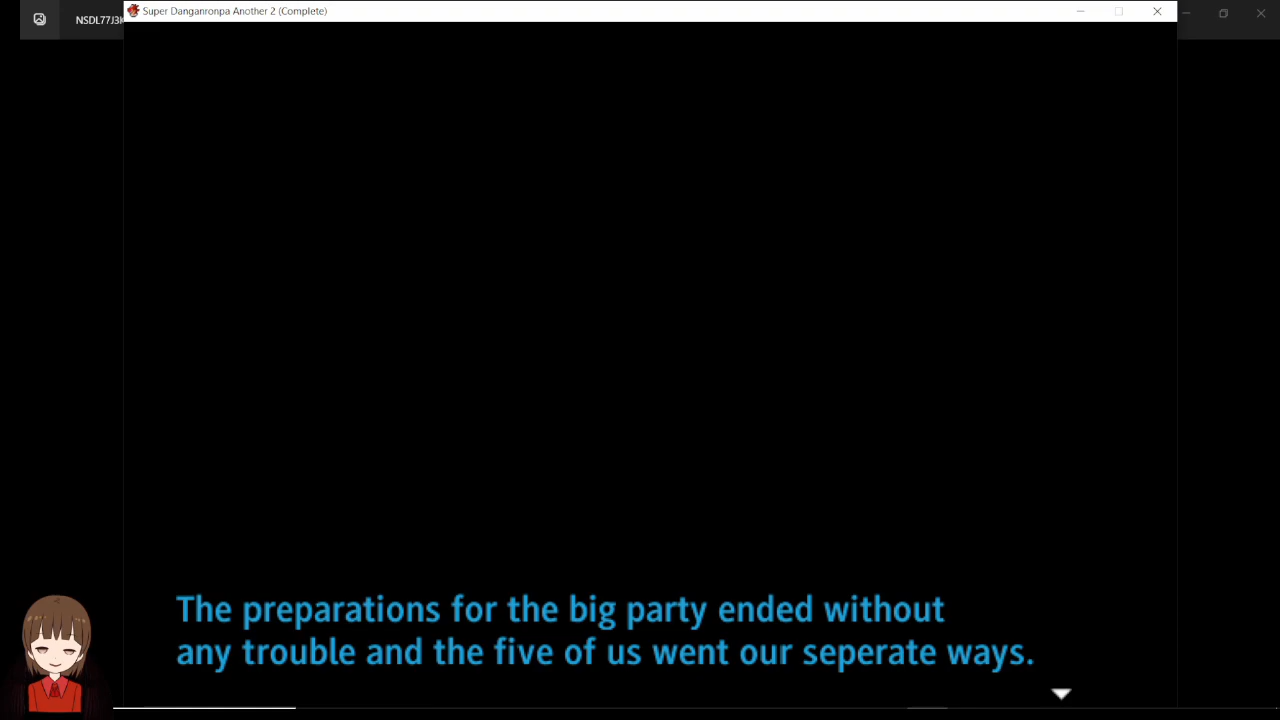 NSDL77J3K
Super Danganronpa Another 2 (Complete)
The preparations for the big party ended without
any trouble and the five of us went our seperate ways.